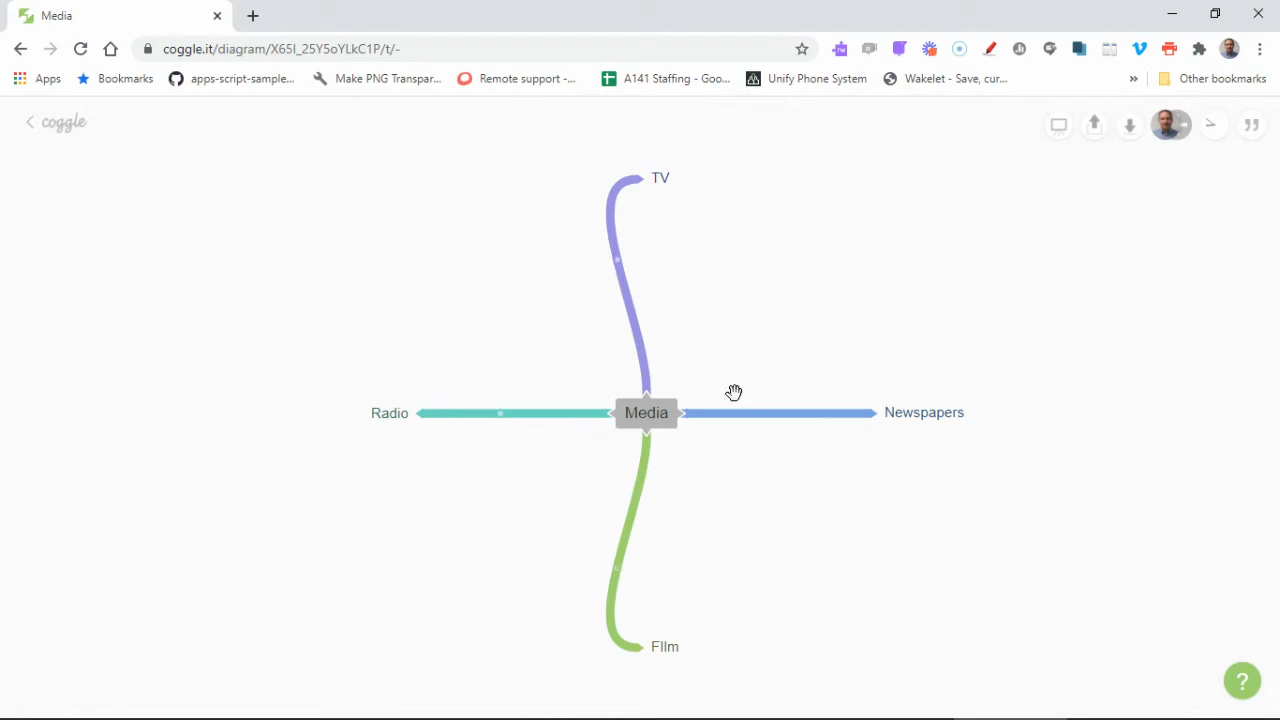 Media
coggle.it/diagram/X65I_25Y5oYLkC1P/t/-
Apps Bookmarks apps-script-sample... Make PNG Transpar... Remote support -... A141 Staffing - Goo... Unify Phone System Wakelet - Save, cur... » Other bookmarks
coggle
TV
Radio Media Newspapers
FIlm
?